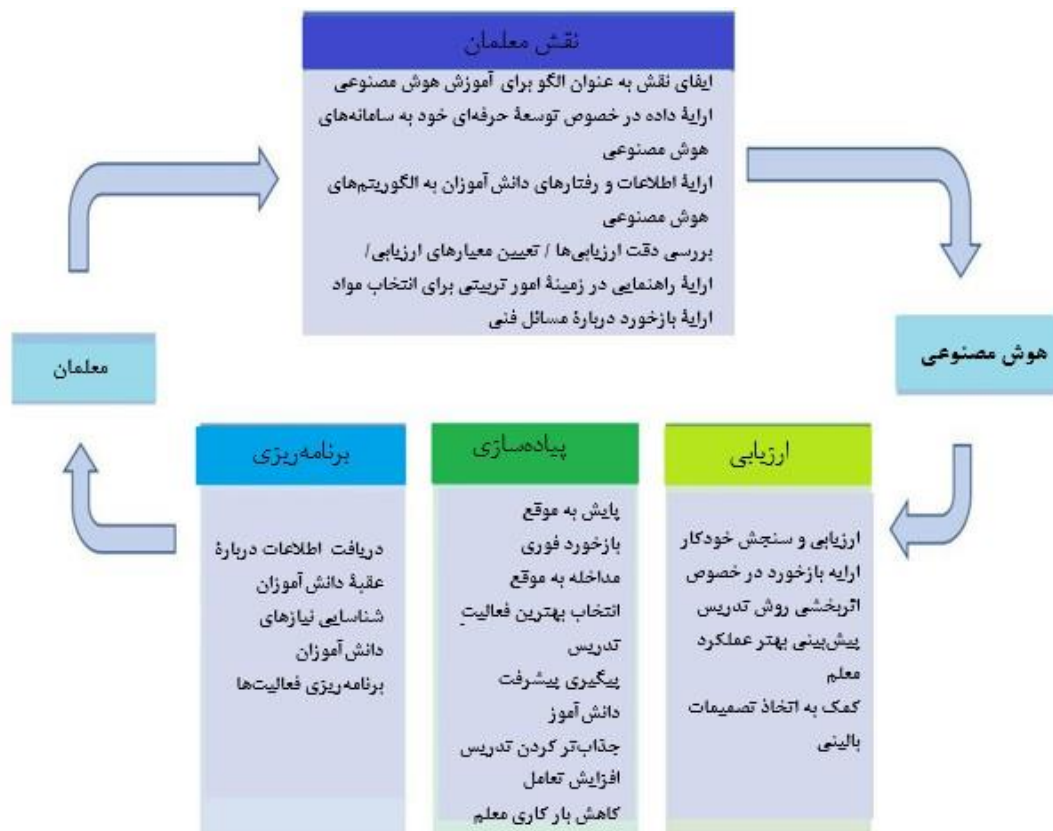 نقش معلمان
ایفای نقش به عنوان الگو برای آموزش هوش مصنوعی
ارایهٔ داده در خصوص توسعهٔ حرفه‌ای خود به سامانه‌های
هوش مصنوعی
ارایهٔ اطلاعات و رفتارهای دانش‌آموزان به الگوریتم‌های
هوش مصنوعی
بررسی دقت ارزیابی‌ها / تعیین معیارهای ارزیابی/
ارایهٔ راهنمایی در زمینهٔ امور تربیتی برای انتخاب مواد
ارایهٔ بازخورد دربارهٔ مسائل فنی
هوش مصنوعی
معلمان
ارزیابی
ارزیابی و سنجش خودکار
ارایه بازخورد در خصوص
اثربخشی روش تدریس
پیش‌بینی بهتر عملکرد
معلم
کمک به اتخاذ تصمیمات
بالینی
پیاده‌سازی
پایش به موقع
بازخورد فوری
مداخله به موقع
انتخاب بهترین فعالیت
تدریس
پیگیری پیشرفت
دانش‌آموز
جذاب‌تر کردن تدریس
افزایش تعامل
کاهش بار کاری معلم
برنامه‌ریزی
دریافت اطلاعات دربارهٔ
عقبهٔ دانش‌آموزان
شناسایی نیازهای
دانش‌آموزان
برنامه‌ریزی فعالیت‌ها